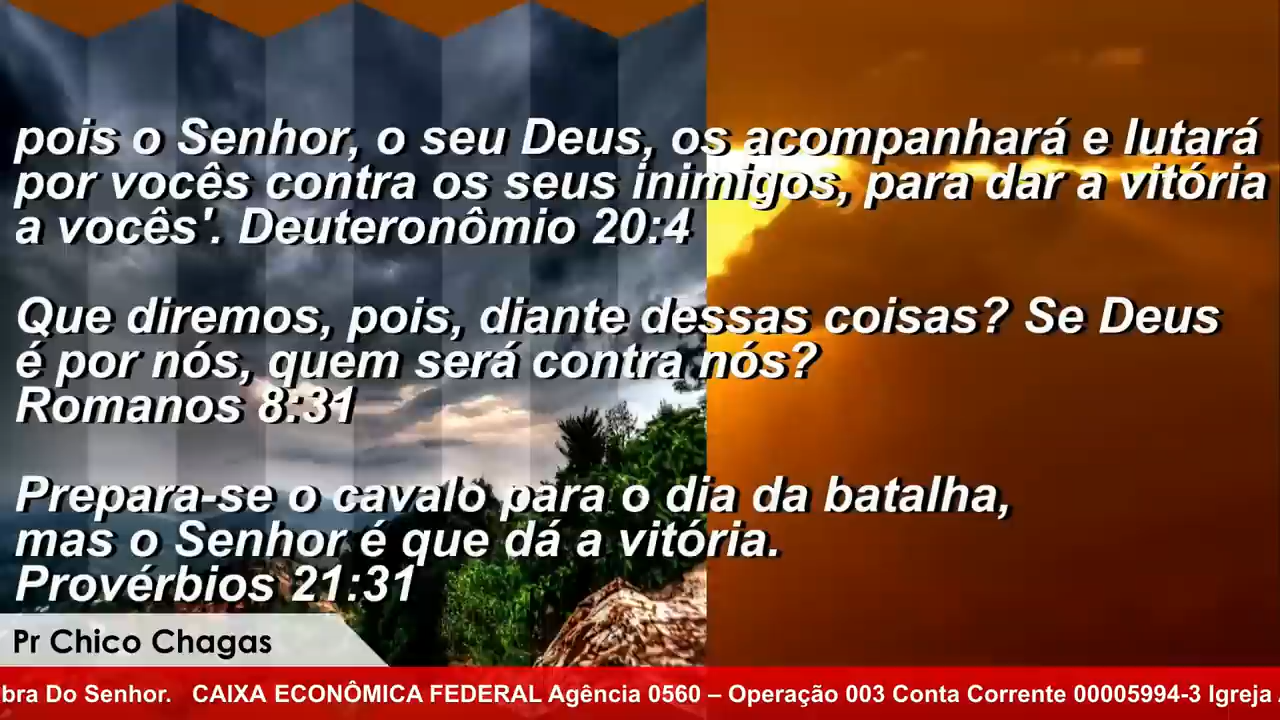 pois o Senhor, o seu Deus, os acompanhará e lutará
por vocês contra os seus inimigos, para dar a vitória
a vocês'. Deuteronômio 20:4
Que diremos, pois, diante dessas coisas? Se Deus
é por nós, quem será contra nós?
Romanos 8:31
Prepara-se o cavalo para o dia da batalha,
mas o Senhor é que dá a vitória.
Provérbios 21:31
Pr Chico Chagas
bra Do Senhor. CAIXA ECONÔMICA FEDERAL Agência 0560 – Operação 003 Conta Corrente 00005994-3 Igreja